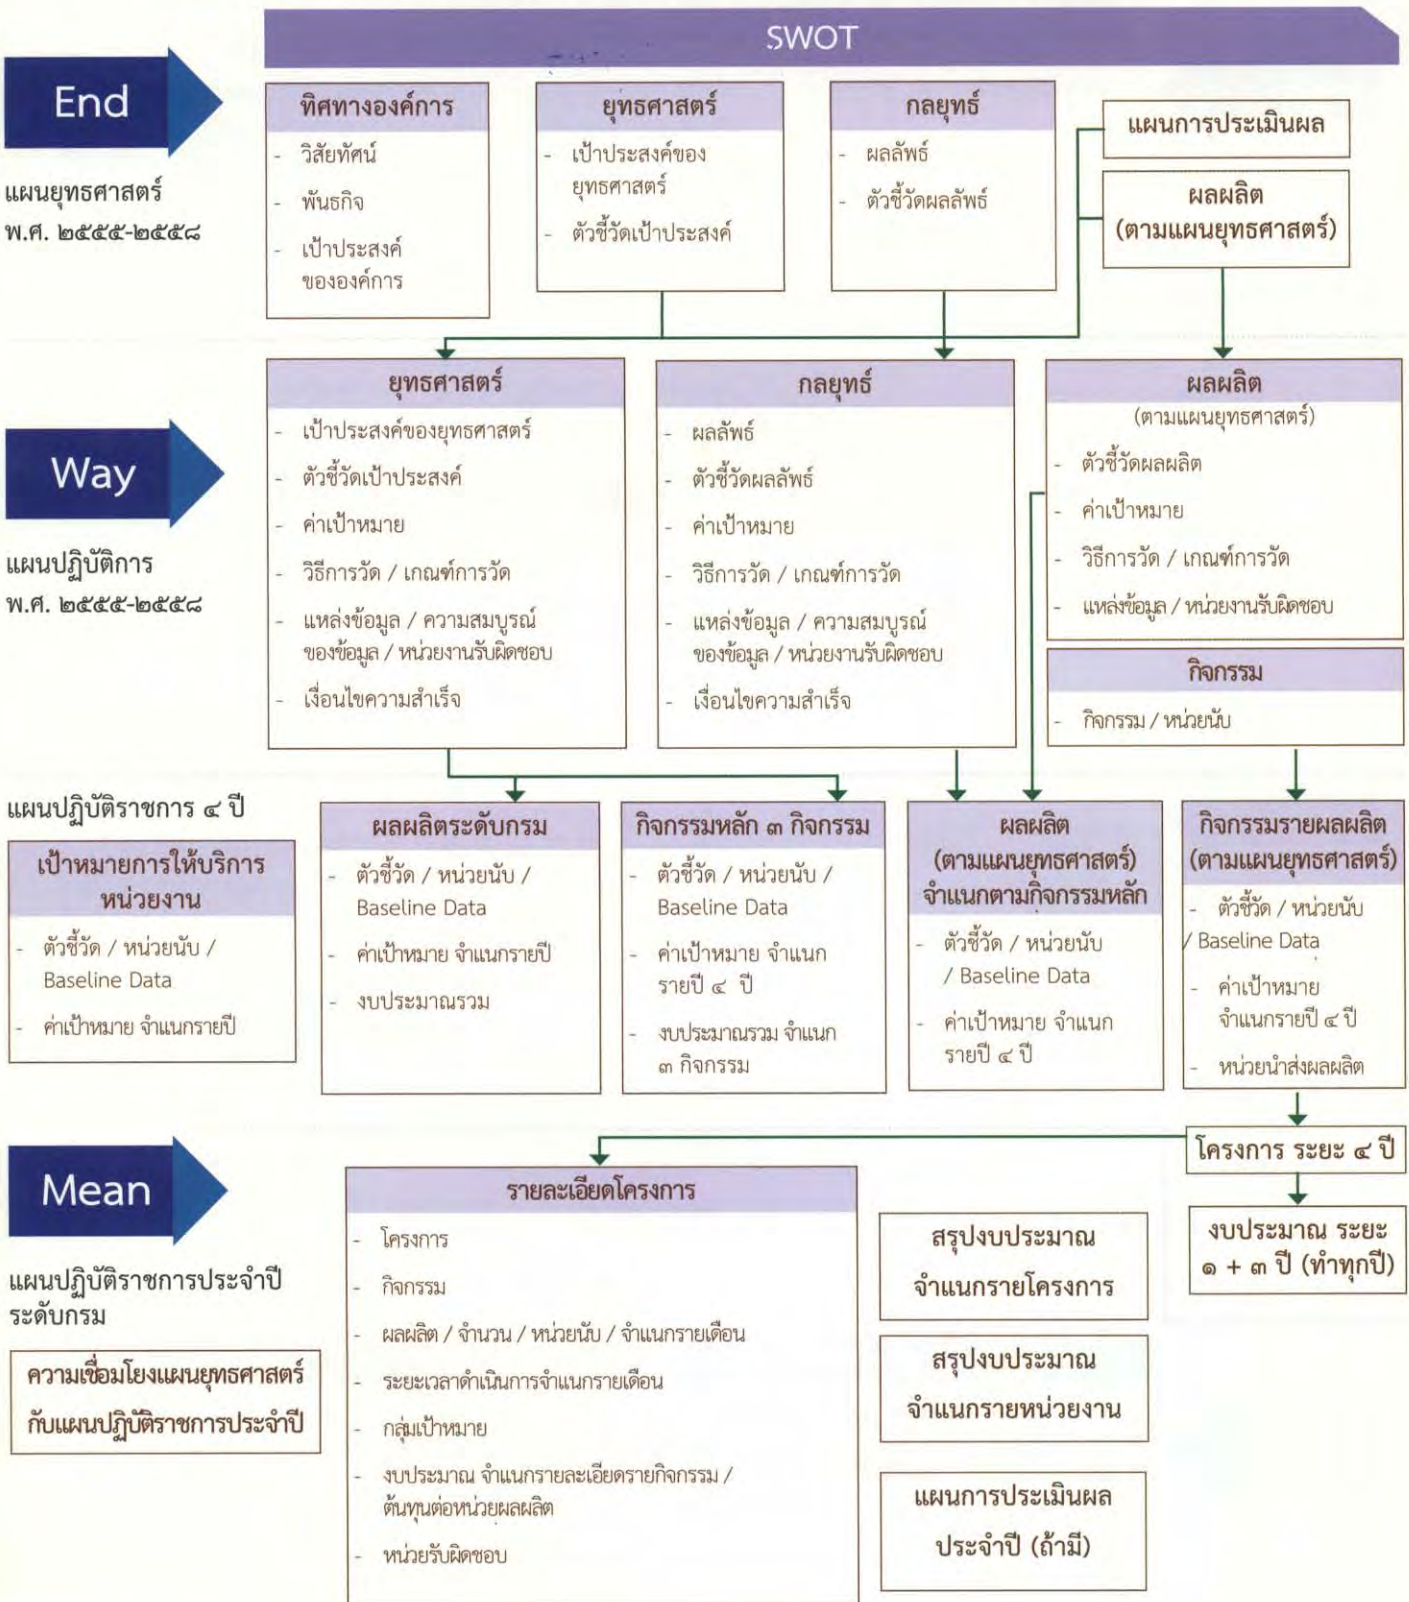 SWOT
End
แผนยุทธศาสตร์
พ.ศ. ๒๕๕๕-๒๕๕๘
ทิศทางองค์การ
- วิสัยทัศน์
- พันธกิจ
- เป้าประสงค์
ขององค์การ
ยุทธศาสตร์
- เป้าประสงค์ของ
ยุทธศาสตร์
- ตัวชี้วัดเป้าประสงค์
กลยุทธ์
- ผลลัพธ์
- ตัวชี้วัดผลลัพธ์
แผนการประเมินผล
ผลผลิต
(ตามแผนยุทธศาสตร์)
Way
แผนปฏิบัติการ
พ.ศ. ๒๕๕๕-๒๕๕๘
ยุทธศาสตร์
- เป้าประสงค์ของยุทธศาสตร์
- ตัวชี้วัดเป้าประสงค์
- ค่าเป้าหมาย
- วิธีการวัด / เกณฑ์การวัด
- แหล่งข้อมูล / ความสมบูรณ์
ของข้อมูล / หน่วยงานรับผิดชอบ
- เงื่อนไขความสำเร็จ
กลยุทธ์
- ผลลัพธ์
- ตัวชี้วัดผลลัพธ์
- ค่าเป้าหมาย
- วิธีการวัด / เกณฑ์การวัด
- แหล่งข้อมูล / ความสมบูรณ์
ของข้อมูล / หน่วยงานรับผิดชอบ
- เงื่อนไขความสำเร็จ
ผลผลิต
(ตามแผนยุทธศาสตร์)
- ตัวชี้วัดผลผลิต
- ค่าเป้าหมาย
- วิธีการวัด / เกณฑ์การวัด
- แหล่งข้อมูล / หน่วยงานรับผิดชอบ
กิจกรรม
- กิจกรรม / หน่วยนับ
แผนปฏิบัติราชการ ๔ ปี
เป้าหมายการให้บริการ
หน่วยงาน
- ตัวชี้วัด / หน่วยนับ /
Baseline Data
- ค่าเป้าหมาย จำแนกรายปี
ผลผลิตระดับกรม
- ตัวชี้วัด / หน่วยนับ /
Baseline Data
- ค่าเป้าหมาย จำแนกรายปี
- งบประมาณรวม
กิจกรรมหลัก ๓ กิจกรรม
- ตัวชี้วัด / หน่วยนับ /
Baseline Data
- ค่าเป้าหมาย จำแนก
รายปี ๔ ปี
- งบประมาณรวม จำแนก
๓ กิจกรรม
ผลผลิต
(ตามแผนยุทธศาสตร์)
จำแนกตามกิจกรรมหลัก
- ตัวชี้วัด / หน่วยนับ
/ Baseline Data
- ค่าเป้าหมาย จำแนก
รายปี ๔ ปี
กิจกรรมรายผลผลิต
(ตามแผนยุทธศาสตร์)
- ตัวชี้วัด / หน่วยนับ
/ Baseline Data
- ค่าเป้าหมาย
จำแนกรายปี ๔ ปี
- หน่วยนำส่งผลผลิต
โครงการ ระยะ ๔ ปี
งบประมาณ ระยะ
๑ + ๓ ปี (ทำทุกปี)
Mean
แผนปฏิบัติราชการประจำปี
ระดับกรม
ความเชื่อมโยงแผนยุทธศาสตร์
กับแผนปฏิบัติราชการประจำปี
รายละเอียดโครงการ
- โครงการ
- กิจกรรม
- ผลผลิต / จำนวน / หน่วยนับ / จำแนกรายเดือน
- ระยะเวลาดำเนินการจำแนกรายเดือน
- กลุ่มเป้าหมาย
- งบประมาณ จำแนกรายละเอียดรายกิจกรรม /
ต้นทุนต่อหน่วยผลผลิต
- หน่วยรับผิดชอบ
สรุปงบประมาณ
จำแนกรายโครงการ
สรุปงบประมาณ
จำแนกรายหน่วยงาน
แผนการประเมินผล
ประจำปี (ถ้ามี)